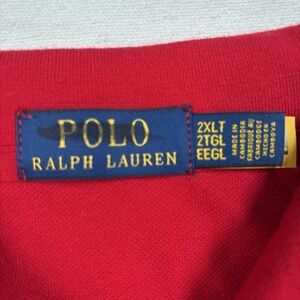 POLO
RALPH LAUREN
2XLT
2TGL
EEGL
MADE IN
CAMBODIA
FABRIQUÉ AU
CAMBODGE
HECHO EN
CAMBOYA